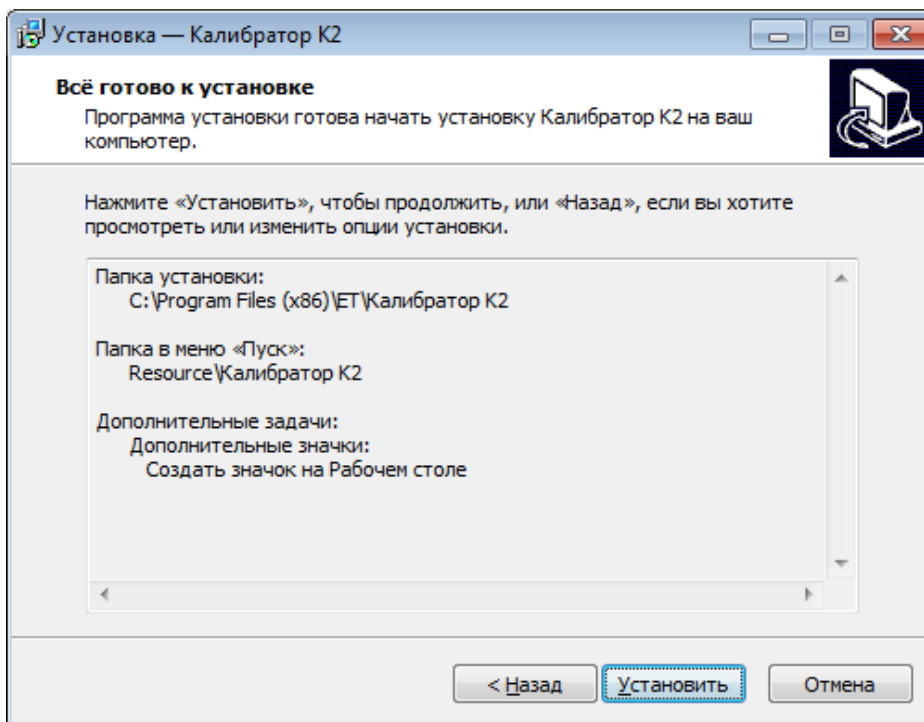 Установка — Калибратор К2
Всё готово к установке
Программа установки готова начать установку Калибратор К2 на ваш
компьютер.
Нажмите «Установить», чтобы продолжить, или «Назад», если вы хотите
просмотреть или изменить опции установки.
Папка установки:
C:\Program Files (x86)\ET\Калибратор К2
Папка в меню «Пуск»:
Resource\Калибратор К2
Дополнительные задачи:
Дополнительные значки:
Создать значок на Рабочем столе
< Назад
Установить
Отмена